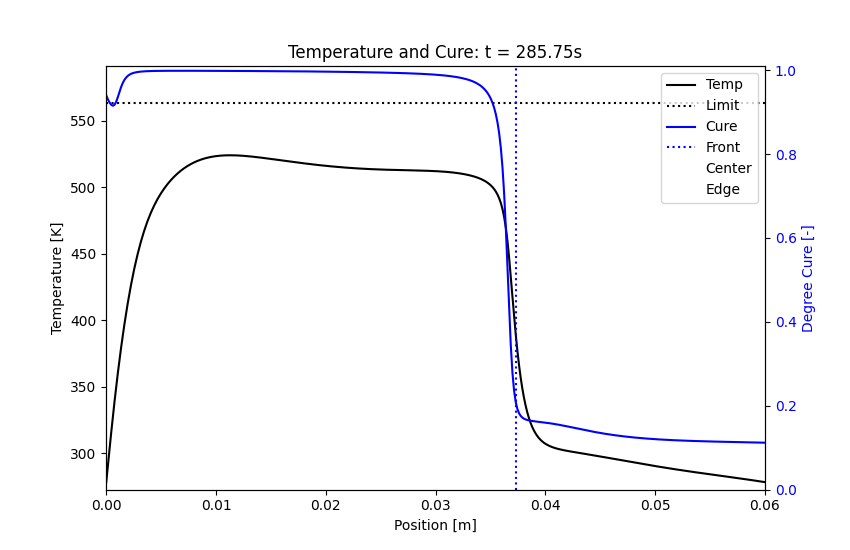 Temperature and Cure: t = 285.75s
Temp
Limit
Cure
Front
Center
Edge
Temperature [K]
550
500
450
400
350
300
Degree Cure [-]
1.0
0.8
0.6
0.4
0.2
0.0
0.00 0.01 0.02 0.03 0.04 0.05 0.06
Position [m]